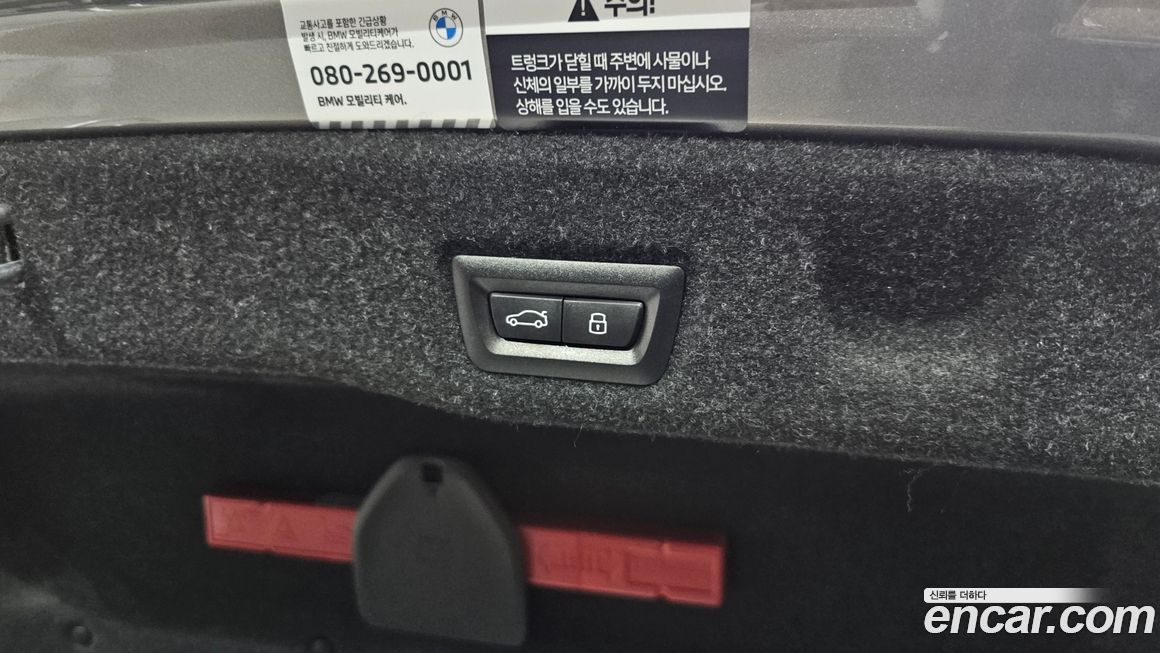 교통사고를 포함한 긴급상황
발생 시, BMW 모빌리티케어가
빠르고 친절하게 도와드리겠습니다.
080-269-0001
BMW 모빌리티 케어.
BMW
주의!
트렁크가 닫힐 때 주변에 사물이나
신체의 일부를 가까이 두지 마십시오.
상해를 입을 수도 있습니다.
신뢰를 더하다
encar.com